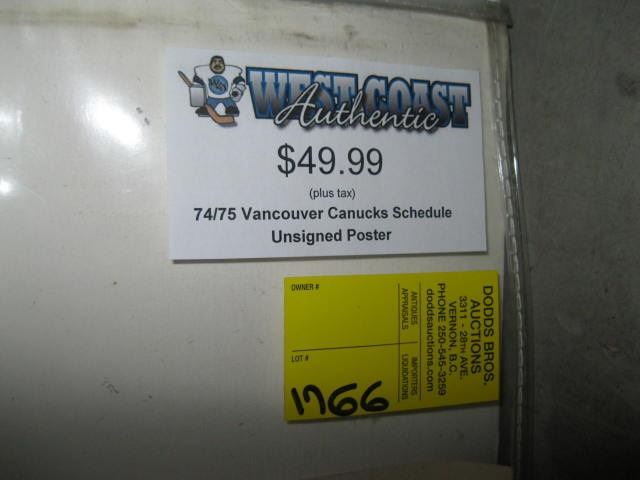 WEST COAST
Authentic
$49.99
(plus tax)
74/75 Vancouver Canucks Schedule
Unsigned Poster
OWNER #
LOT #
1766
ANTIQUES
APPRAISALS
IMPORTERS
LIQUIDATIONS
DODDS BROS.
AUCTIONS
3311 - 28TH AVE.
VERNON, B.C.
PHONE 250-545-3259
doddsauctions.com